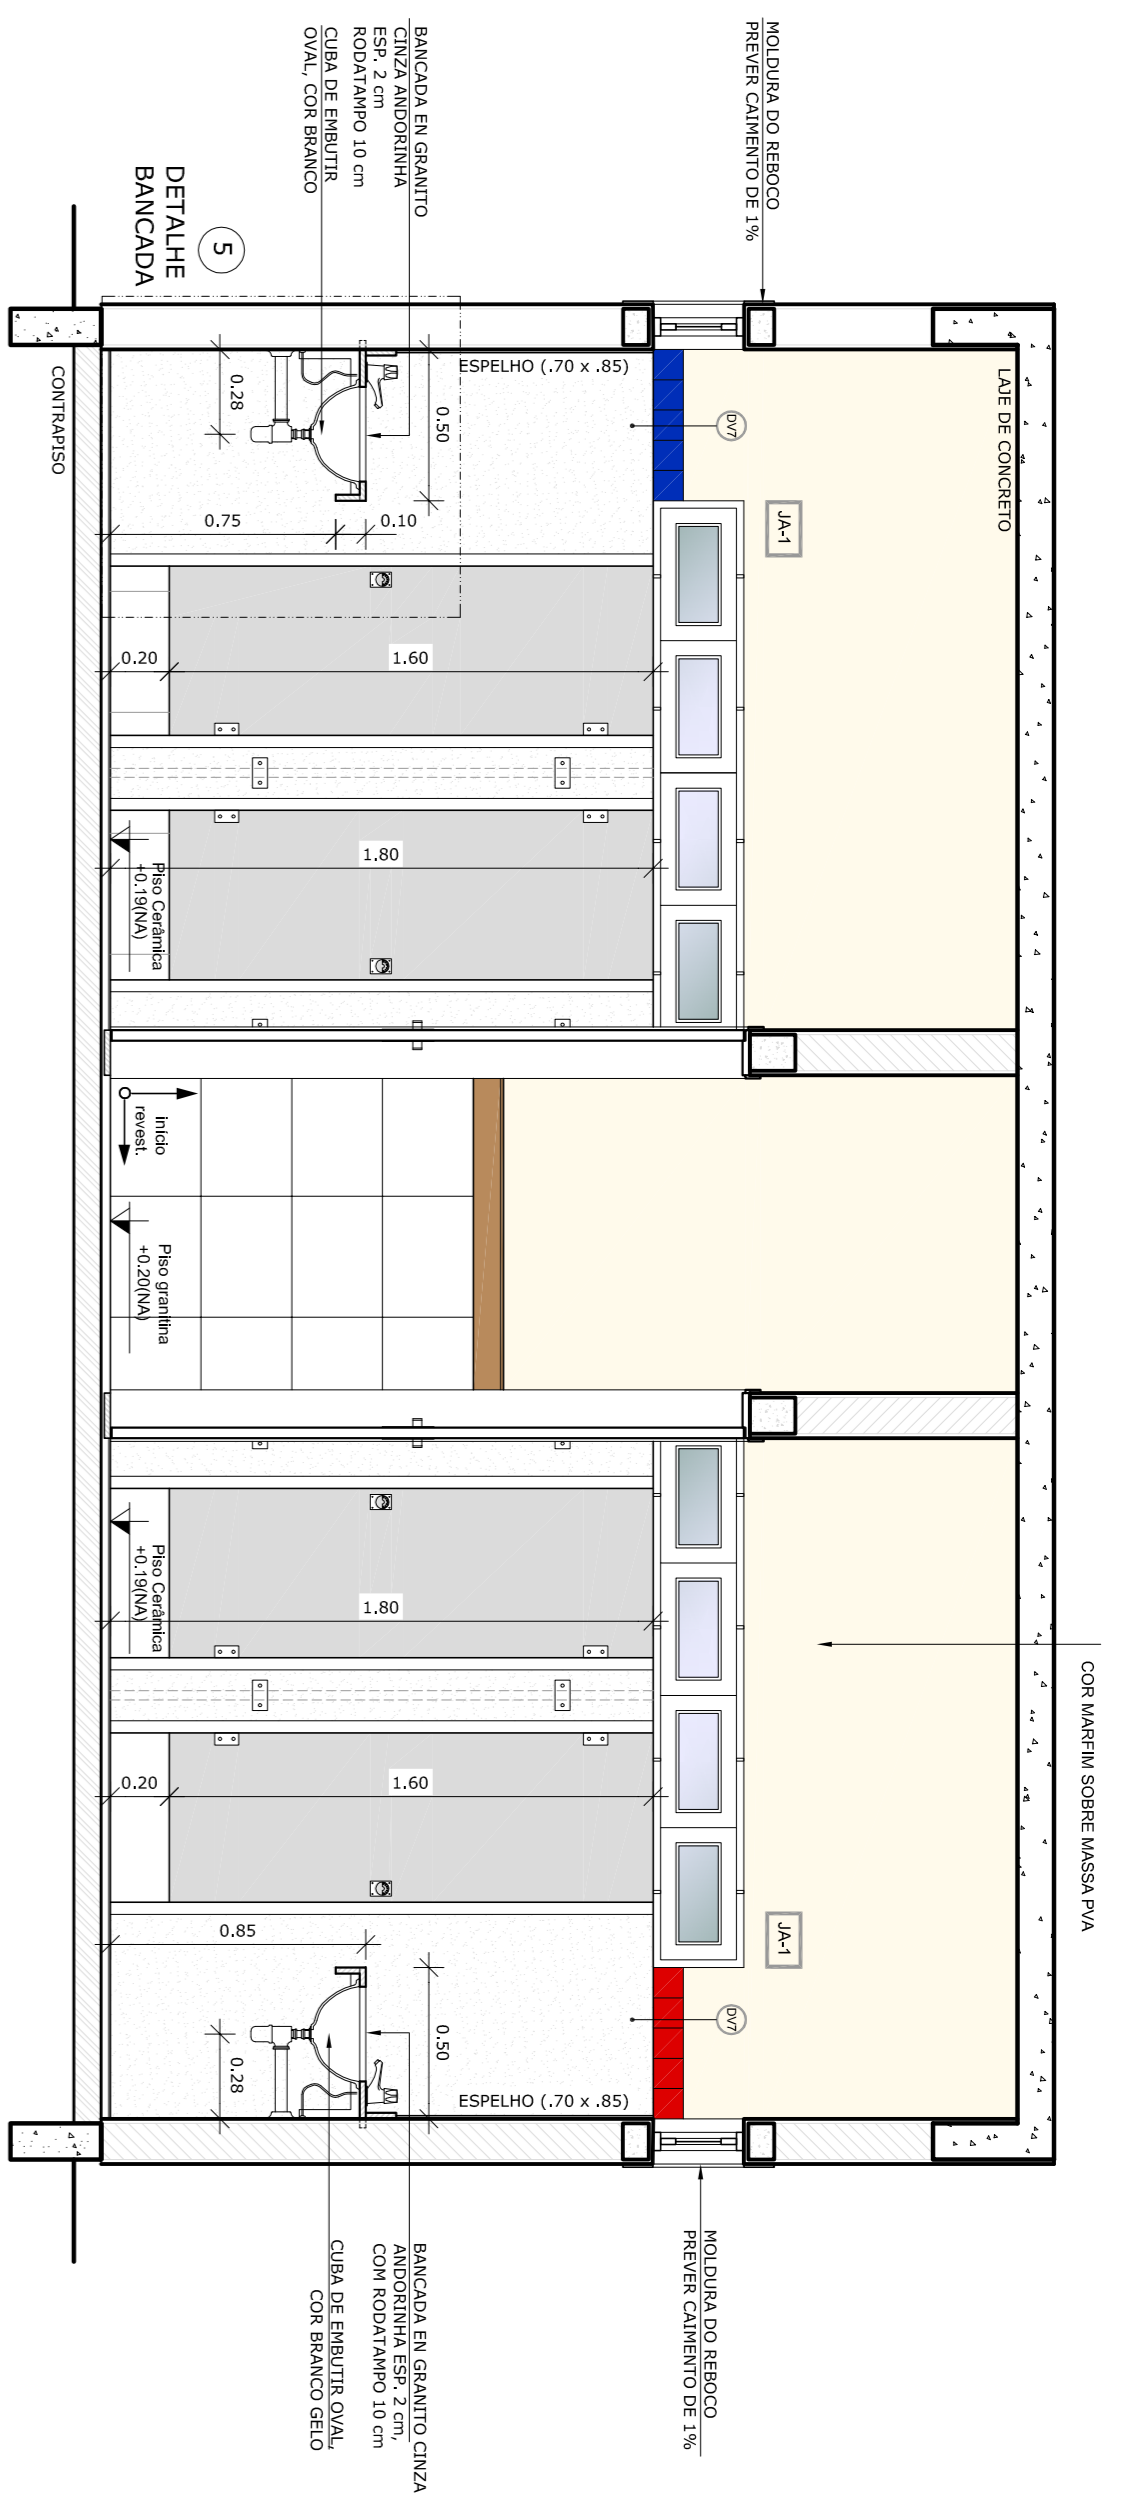 MOLDURA DO REBOCO
PREVER CAIMENTO DE 1%
BANCADA EN GRANITO
CINZA ANDORINHA
ESP. 2 cm
RODATAMPO 10 cm
CUBA DE EMBUTIR
OVAL, COR BRANCO
5
DETALHE
BANCADA
CONTRAPISO
LAJE DE CONCRETO
ESPELHO (.70 x .85)
DV7
JA-1
0.28
0.50
0.75
0.10
0.20
1.60
1.80
Piso Cerâmica
+0.19(NA)
início
revest.
Piso granitina
+0.20(NA)
Piso Cerâmica
+0.19(NA)
1.80
0.20
1.60
COR MARFIM SOBRE MASSA PVA
JA-1
DV7
0.85
0.50
0.28
ESPELHO (.70 x .85)
MOLDURA DO REBOCO
PREVER CAIMENTO DE 1%
BANCADA EN GRANITO CINZA
ANDORINHA ESP. 2 cm,
COM RODATAMPO 10 cm
CUBA DE EMBUTIR OVAL,
COR BRANCO GELO